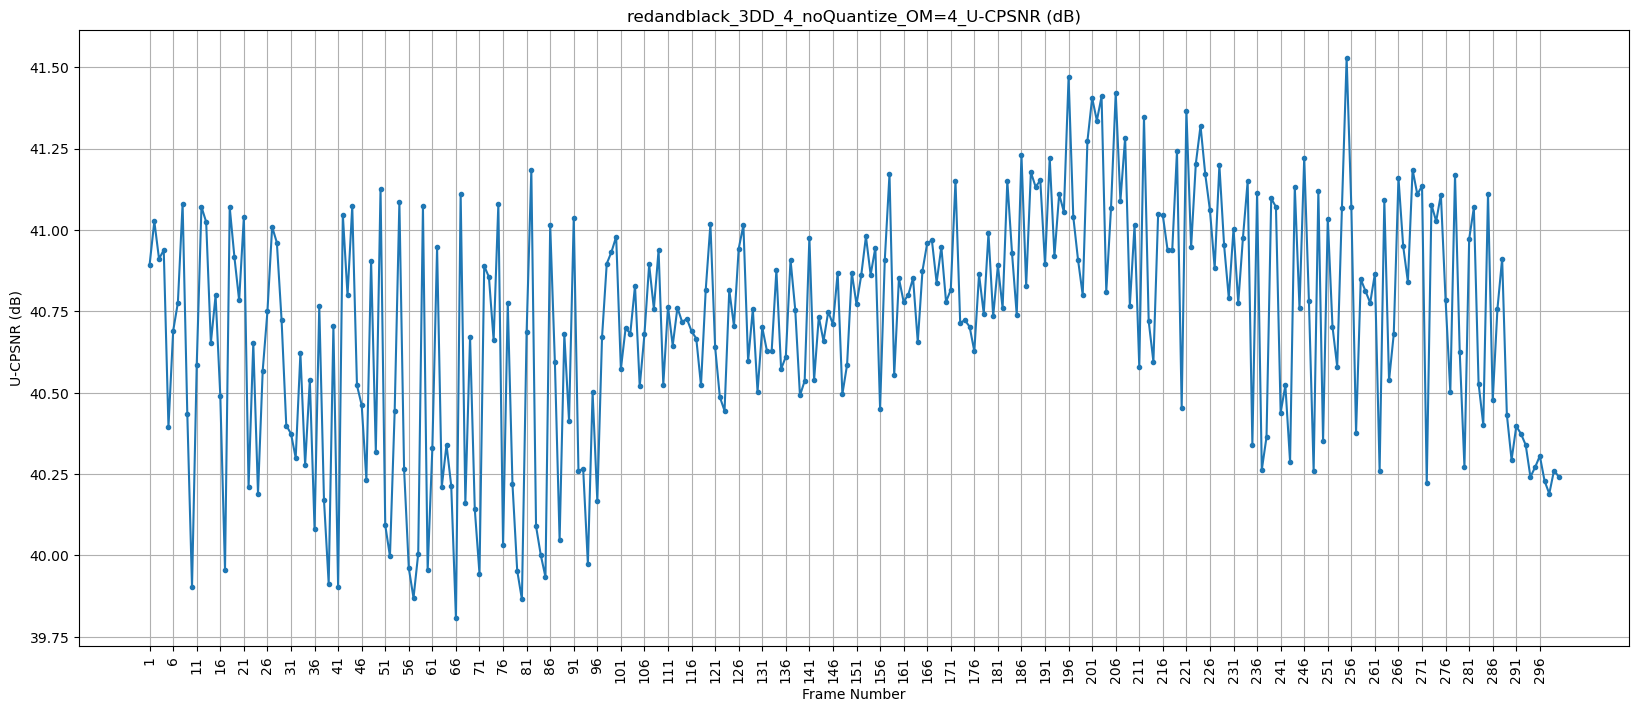 redandblack_3DD_4_noQuantize_OM=4_U-CPSNR (dB)
U-CPSNR (dB)
41.50
41.25
41.00
40.75
40.50
40.25
40.00
39.75
1 6 11 16 21 26 31 36 41 46 51 56 61 66 71 76 81 86 91 96 101 106 111 116 121 126 131 136 141 146 151 156 161 166 171 176 181 186 191 196 201 206 211 216 221 226 231 236 241 246 251 256 261 266 271 276 281 286 291 296
Frame Number